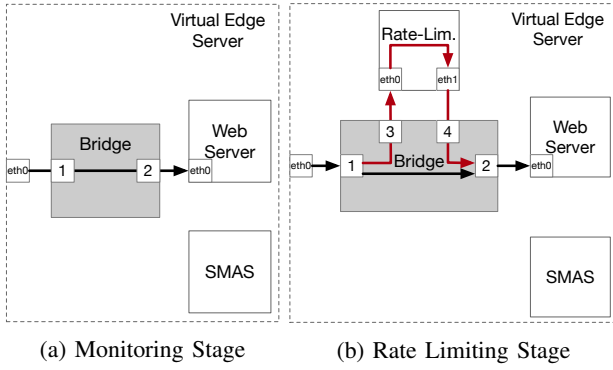 Virtual Edge
Server
Bridge
Web
Server
eth0
1
2
eth0
SMAS
(a) Monitoring Stage
Virtual Edge
Server
Rate-Lim.
eth0
eth1
3
4
Web
Server
eth0
1
Bridge
2
eth0
SMAS
(b) Rate Limiting Stage